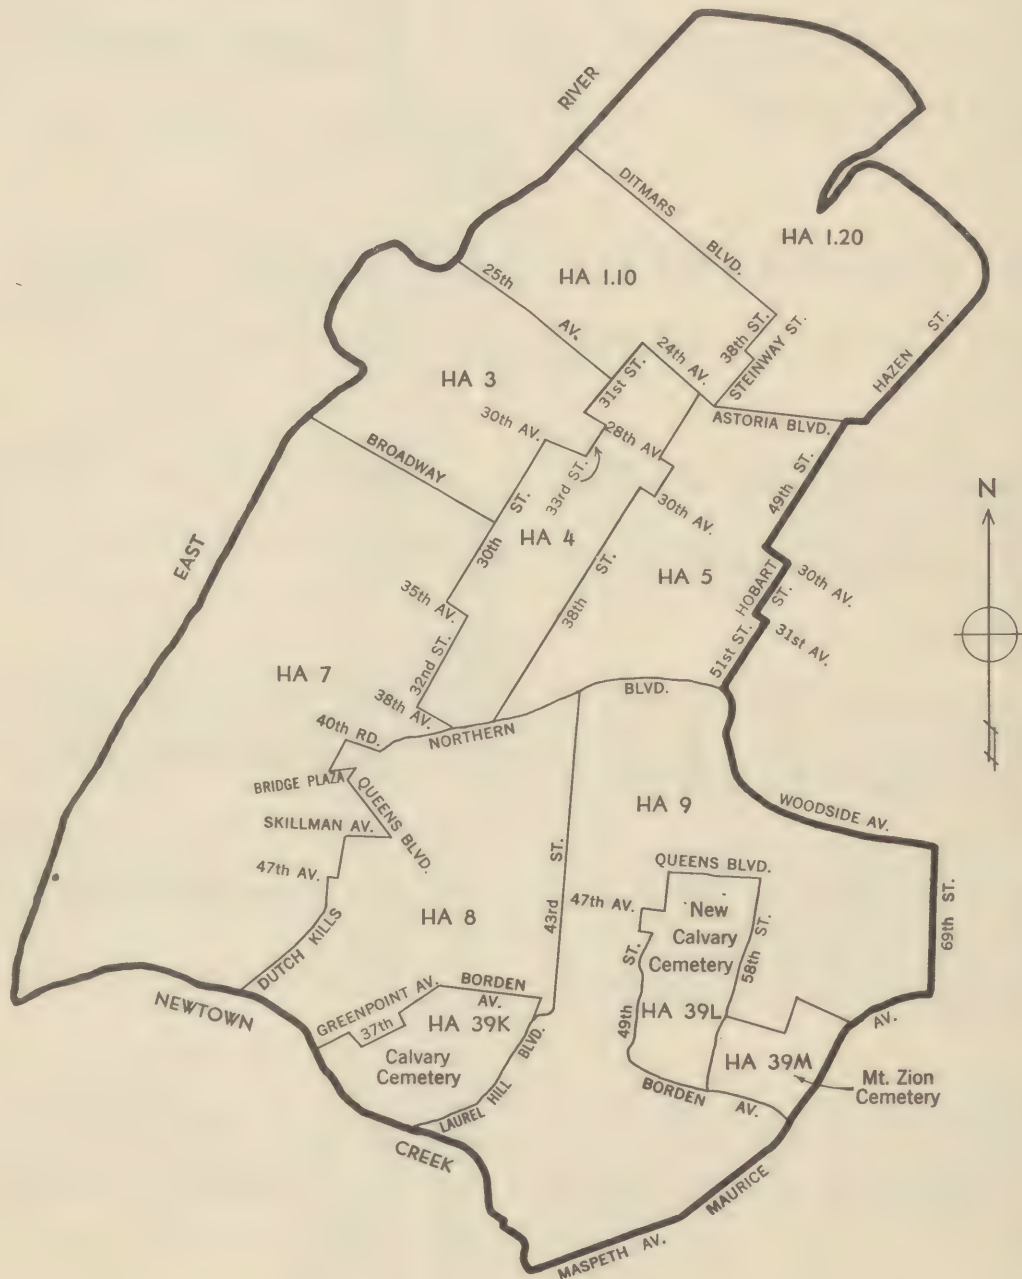 RIVER
DITMARS
BLVD.
HA 1.20
25th
AV.
HA 1.10
38th ST.
STEINWAY ST.
HAZEN ST.
24th AV.
31st ST.
HA 3
ASTORIA BLVD.
30th AV.
28th AV.
33rd ST.
BROADWAY
49th ST.
N
30th AV.
30th ST.
HA 4
EAST
38th ST.
HA 5
HOBART ST.
30th AV.
35th AV.
31st AV.
51st ST.
32nd ST.
HA 7
38th AV.
BLVD.
40th RD.
NORTHERN
BRIDGE PLAZA
QUEENS BLVD.
HA 9
WOODSIDE AV.
SKILLMAN AV.
43rd ST.
QUEENS BLVD.
47th AV.
47th AV.
New
Calvary
Cemetery
58th ST.
69th ST.
HA 8
DUTCH KILLS
49th ST.
NEWTOWN
GREENPOINT AV.
BORDEN
AV.
37th
HA 39K
HA 39L
AV.
Calvary
Cemetery
LAUREL HILL BLVD.
HA 39M
Mt. Zion
Cemetery
BORDEN AV.
CREEK
MAURICE
MASPETH AV.